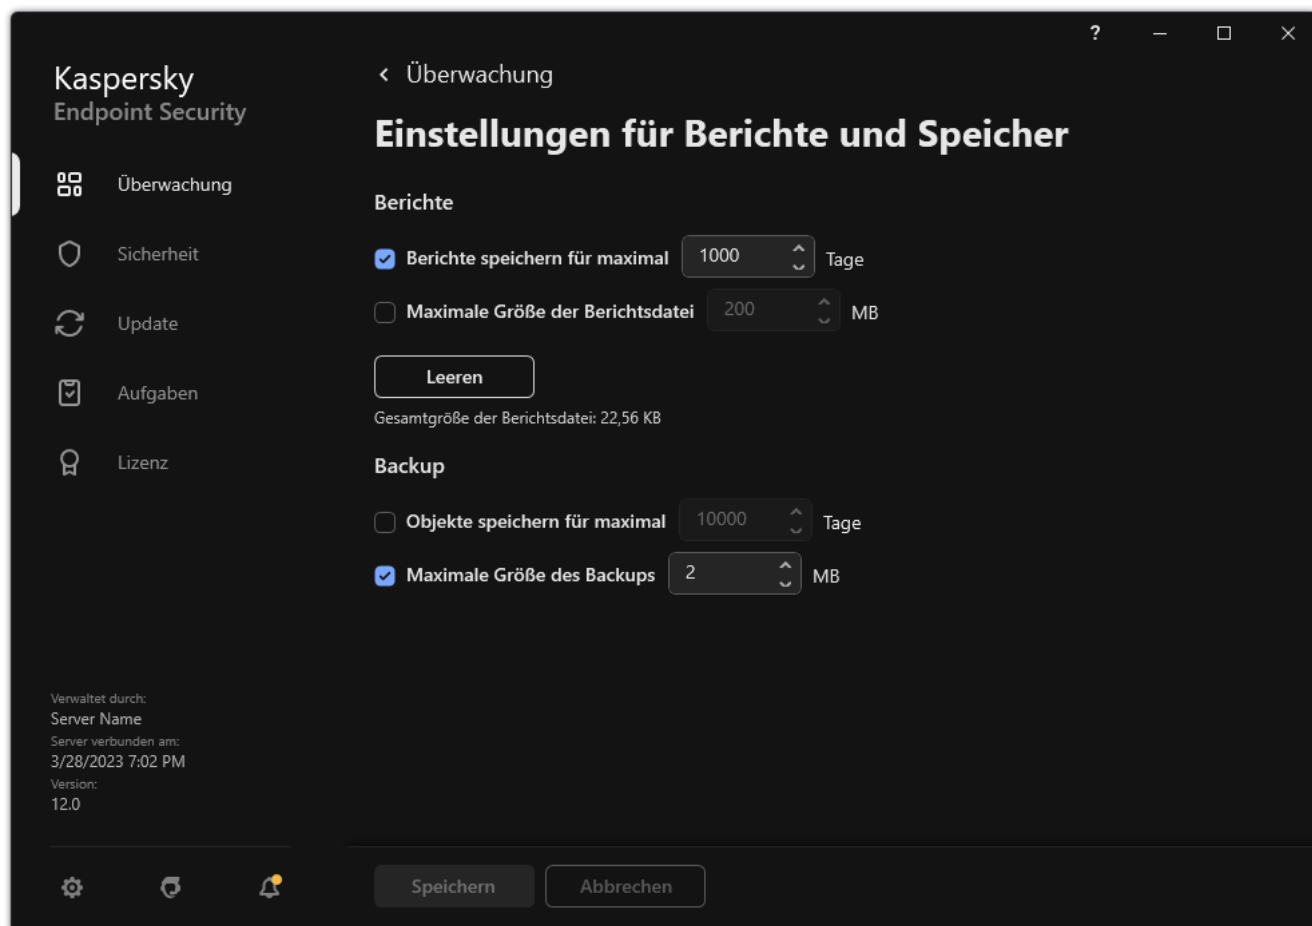 ?
Kaspersky
Endpoint Security
Überwachung
Sicherheit
Update
Aufgaben
Lizenz
Verwaltet durch:
Server Name
Server verbunden am:
3/28/2023 7:02 PM
Version:
12.0
Überwachung
Einstellungen für Berichte und Speicher
Berichte
Berichte speichern für maximal 1000 Tage
Maximale Größe der Berichtsdatei 200 MB
Leeren
Gesamtgröße der Berichtsdatei: 22,56 KB
Backup
Objekte speichern für maximal 10000 Tage
Maximale Größe des Backups 2 MB
Speichern Abbrechen